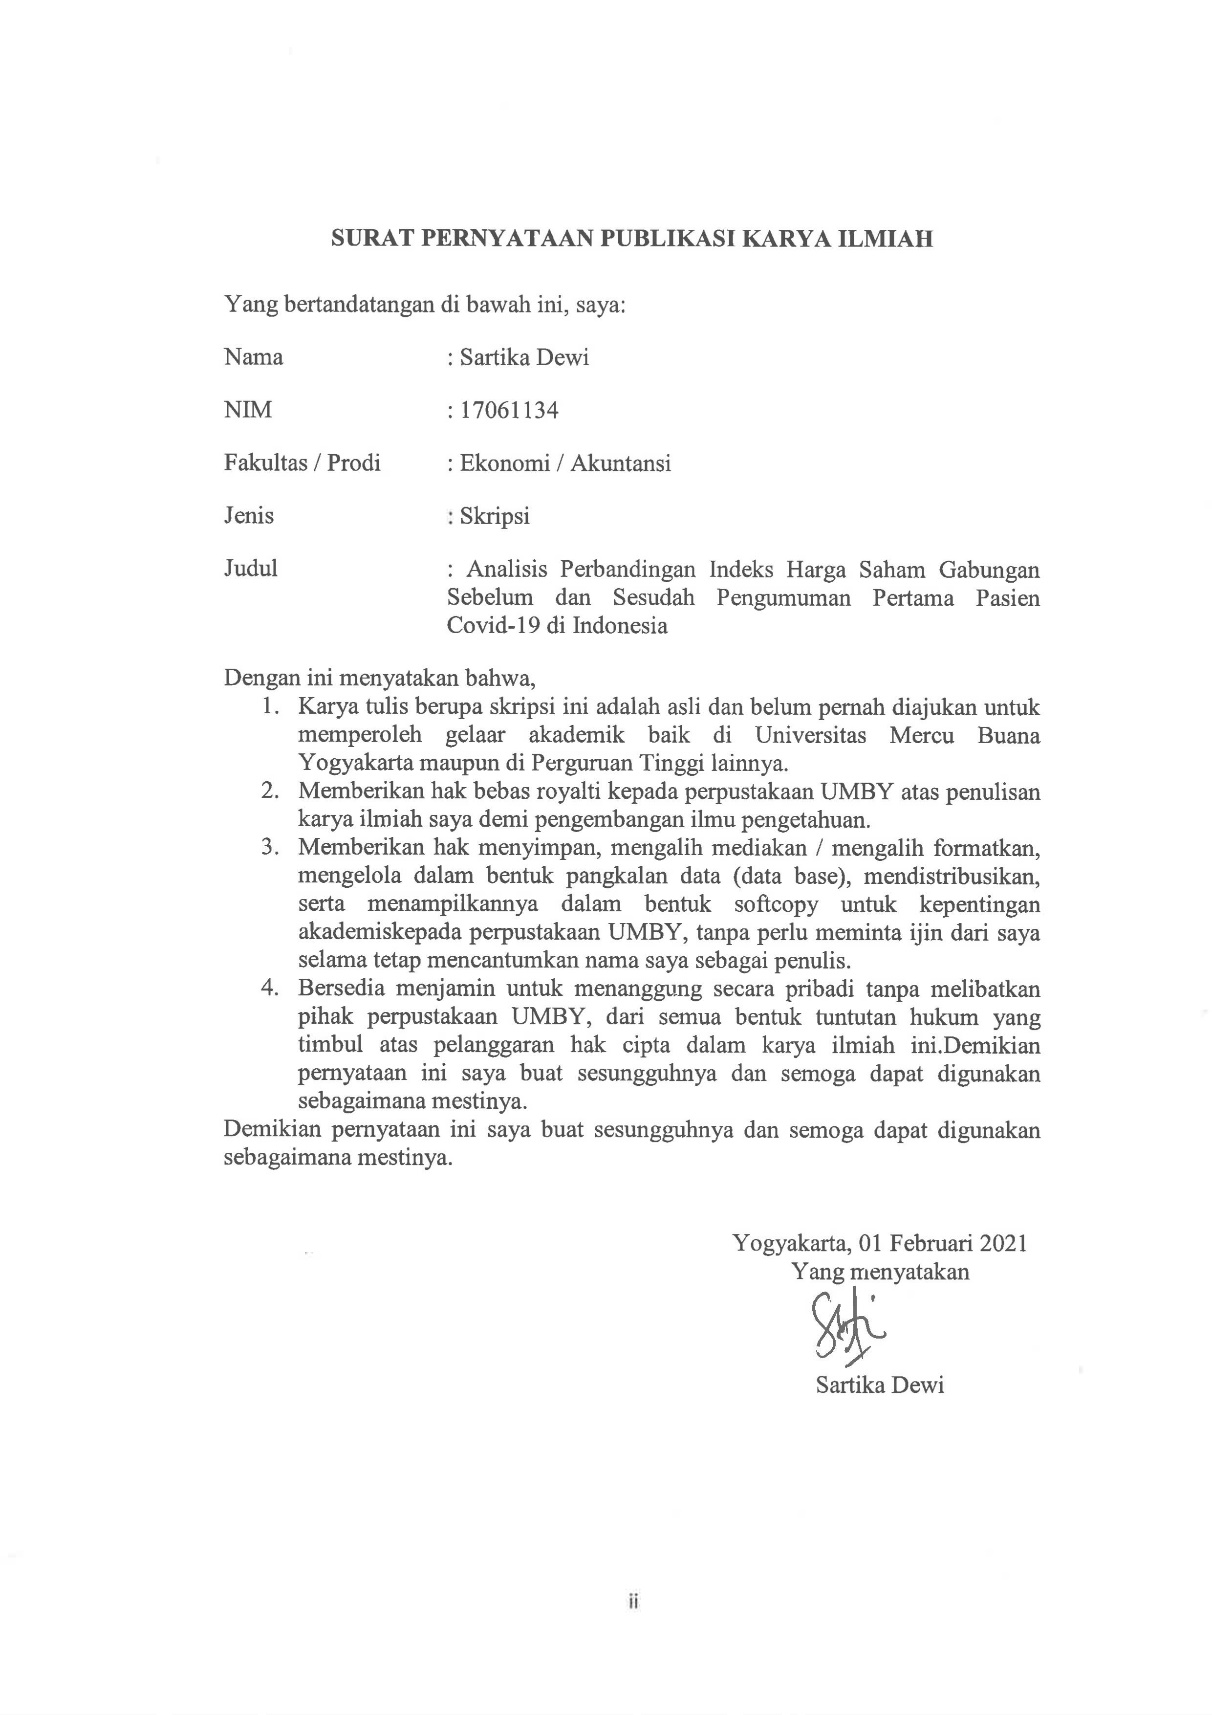 SURAT PERNYATAAN PUBLIKASI KARYA ILMIAH
Yang bertandatangan di bawah ini, saya:
Nama : Sartika Dewi
NIM : 17061134
Fakultas / Prodi : Ekonomi / Akuntansi
Jenis : Skripsi
Judul : Analisis Perbandingan Indeks Harga Saham Gabungan
Sebelum dan Sesudah Pengumuman Pertama Pasien
Covid-19 di Indonesia
Dengan ini menyatakan bahwa,
1. Karya tulis berupa skripsi ini adalah asli dan belum pernah diajukan untuk
memperoleh gelaar akademik baik di Universitas Mercu Buana
Yogyakarta maupun di Perguruan Tinggi lainnya.
2. Memberikan hak bebas royalti kepada perpustakaan UMBY atas penulisan
karya ilmiah saya demi pengembangan ilmu pengetahuan.
3. Memberikan hak menyimpan, mengalih mediakan / mengalih formatkan,
mengelola dalam bentuk pangkalan data (data base), mendistribusikan,
serta menampilkannya dalam bentuk softcopy untuk kepentingan
akademiskepada perpustakaan UMBY, tanpa perlu meminta ijin dari saya
selama tetap mencantumkan nama saya sebagai penulis.
4. Bersedia menjamin untuk menanggung secara pribadi tanpa melibatkan
pihak perpustakaan UMBY, dari semua bentuk tuntutan hukum yang
timbul atas pelanggaran hak cipta dalam karya ilmiah ini.Demikian
pernyataan ini saya buat sesungguhnya dan semoga dapat digunakan
sebagaimana mestinya.
Demikian pernyataan ini saya buat sesungguhnya dan semoga dapat digunakan
sebagaimana mestinya.
Yogyakarta, 01 Februari 2021
Yang menyatakan
Sartika Dewi
ii